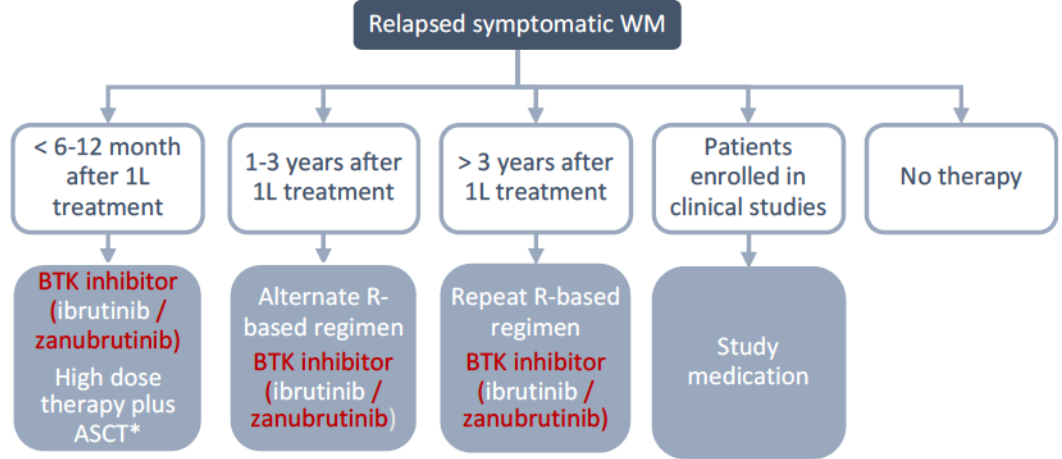 Relapsed symptomatic WM
< 6-12 month
after 1L
treatment
1-3 years after
1L treatment
> 3 years after
1L treatment
Patients
enrolled in
clinical studies
No therapy
BTK inhibitor
(ibrutinib /
zanubrutinib)
High dose
therapy plus
ASCT*
Alternate R-
based regimen
BTK inhibitor
(ibrutinib /
zanubrutinib)
Repeat R-based
regimen
BTK inhibitor
(ibrutinib /
zanubrutinib)
Study
medication